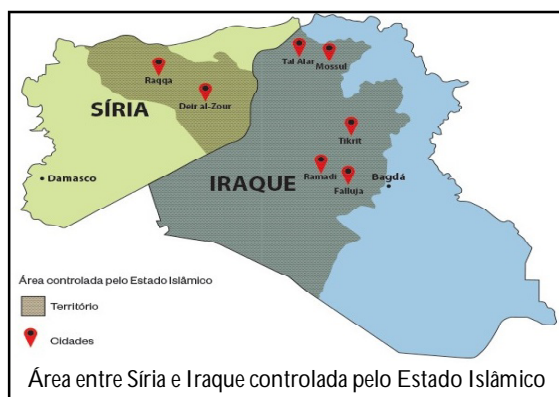 Tal Afar
Mossul
Raqqa
SÍRIA
Deir al-Zour
Tikrit
Damasco
IRAQUE
Ramadi
Falluja
Bagdá
Área controlada pelo Estado Islâmico
Território
Cidades
Área entre Síria e Iraque controlada pelo Estado Islâmico